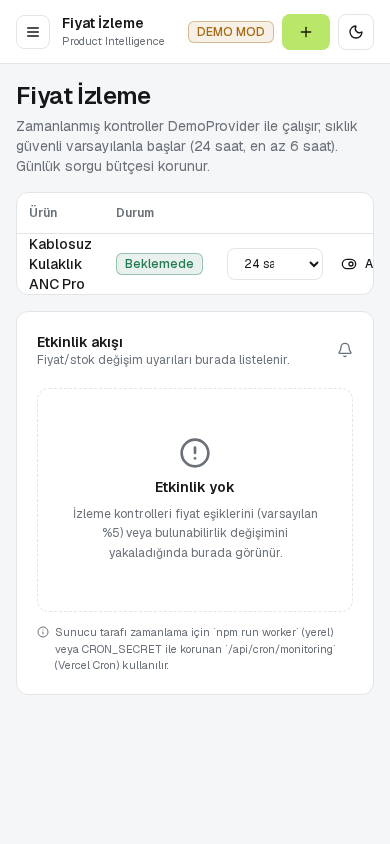 Fiyat İzleme
Product Intelligence
DEMO MOD
Fiyat İzleme
Zamanlanmış kontroller DemoProvider ile çalışır; sıklık
güvenli varsayılanla başlar (24 saat, en az 6 saat).
Günlük sorgu bütçesi korunur.
Ürün Durum
Kablosuz
Kulaklık
ANC Pro
Beklemede
24 sa
A
Etkinlik akışı
Fiyat/stok değişim uyarıları burada listelenir.
Etkinlik yok
İzleme kontrolleri fiyat eşiklerini (varsayılan
%5) veya bulunabilirlik değişimini
yakaladığında burada görünür.
Sunucu tarafı zamanlama için `npm run worker` (yerel)
veya CRON_SECRET ile korunan `/api/cron/monitoring`
(Vercel Cron) kullanılır.